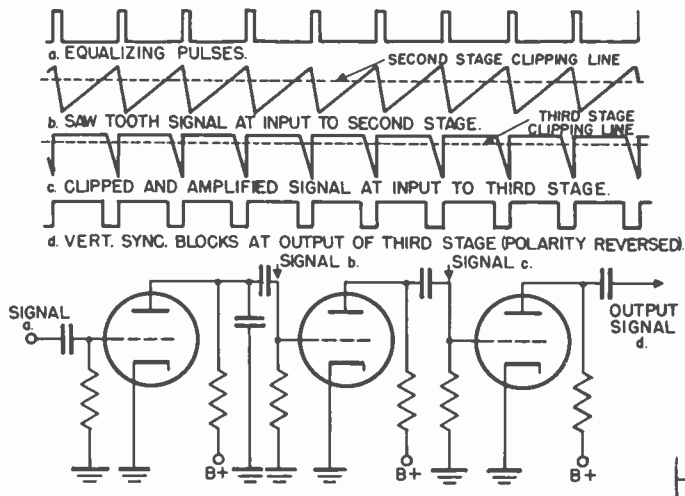 a. EQUALIZING PULSES.
SECOND STAGE CLIPPING LINE
b. SAW TOOTH SIGNAL AT INPUT TO SECOND STAGE.
THIRD STAGE
CLIPPING LINE
c. CLIPPED AND AMPLIFIED SIGNAL AT INPUT TO THIRD STAGE.
d. VERT. SYNC. BLOCKS AT OUTPUT OF THIRD STAGE (POLARITY REVERSED).
SIGNAL b.
SIGNAL c.
SIGNAL
a.
OUTPUT
SIGNAL
d.
B+
B+
B+